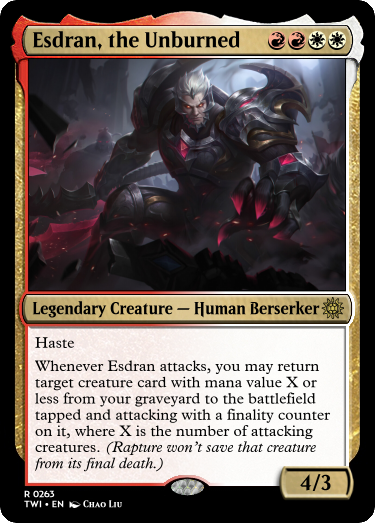 Esdran, the Unburned
Legendary Creature — Human Berserker
Haste
Whenever Esdran attacks, you may return
target creature card with mana value X or
less from your graveyard to the battlefield
tapped and attacking with a finality counter
on it, where X is the number of attacking
creatures. (Rapture won't save that creature
from its final death.)
4/3
R 0263
TWI • EN Chao Liu